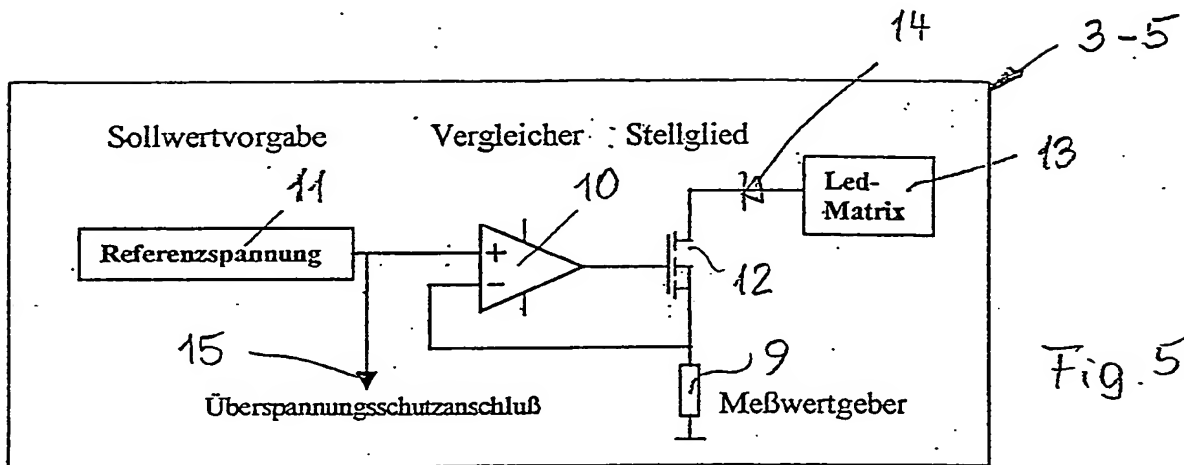 14
3-5
Sollwertvorgabe Vergleicher Stellglied
11
10
13
Led-
Matrix
Referenzspannung
+
−
12
15
9
Überspannungsschutzanschluß
Meßwertgeber
Fig. 5